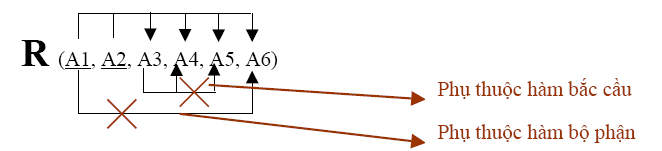 R (A1, A2, A3, A4, A5, A6)
Phụ thuộc hàm bắc cầu
Phụ thuộc hàm bộ phận